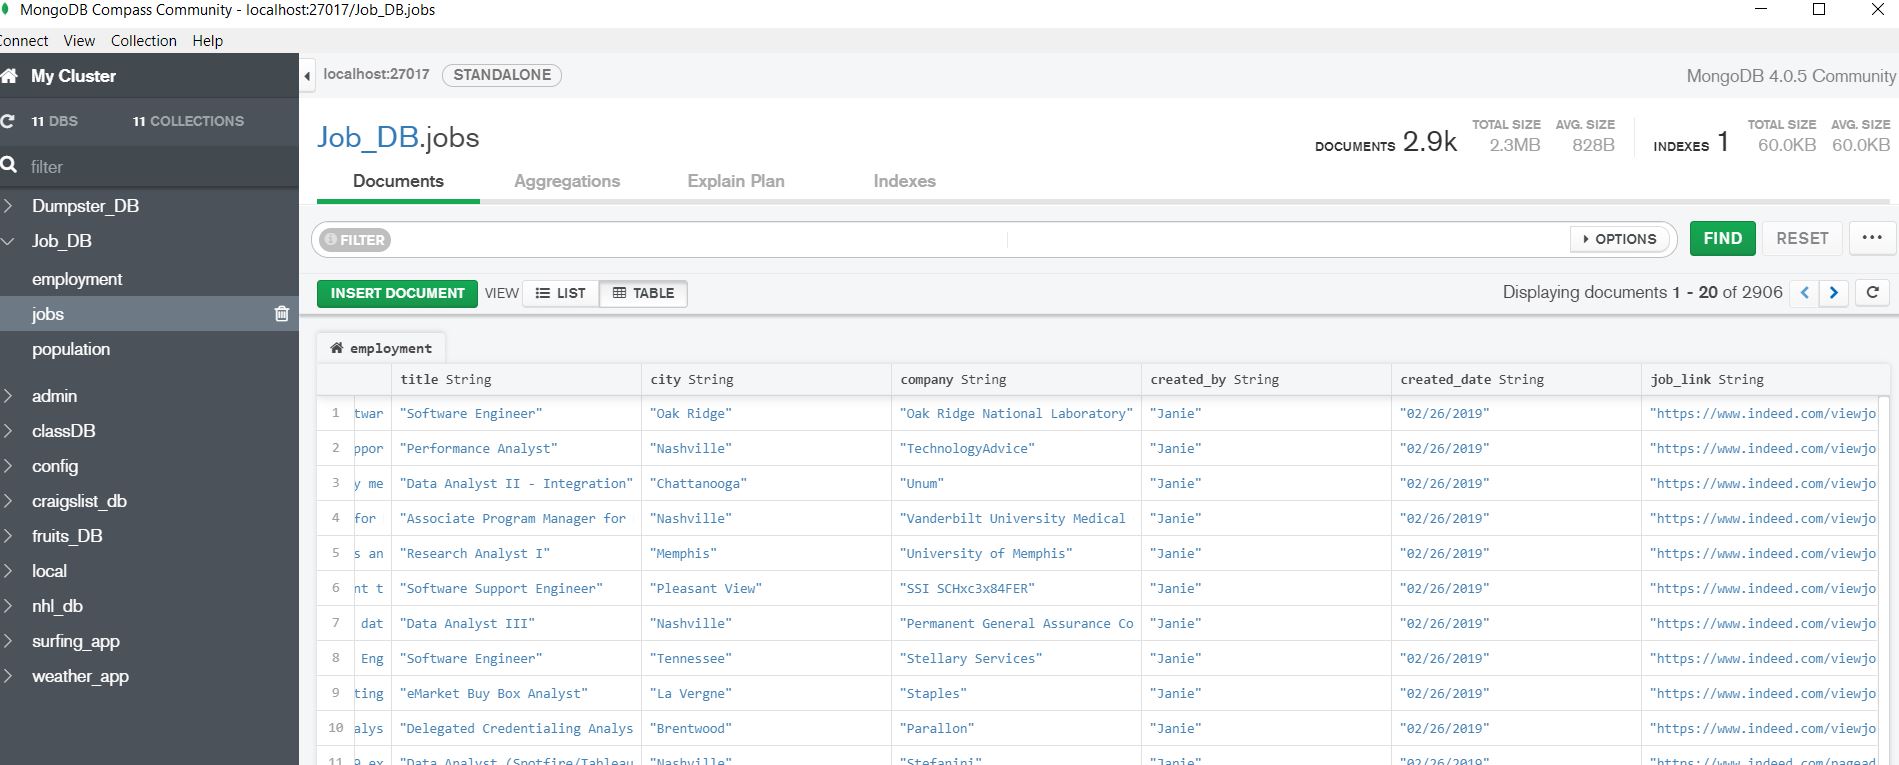 MongoDB Compass Community - localhost:27017/Job_DB.jobs
Connect View Collection Help
My Cluster
11 DBS 11 COLLECTIONS
filter
Dumpster_DB
Job_DB
employment
jobs
population
admin
classDB
config
craigslist_db
fruits_DB
local
nhl_db
surfing_app
weather_app
localhost:27017 STANDALONE MongoDB 4.0.5 Community
Job_DB.jobs
DOCUMENTS 2.9k TOTAL SIZE 2.3MB AVG. SIZE 828B INDEXES 1 TOTAL SIZE 60.0KB AVG. SIZE 60.0KB
Documents Aggregations Explain Plan Indexes
FILTER OPTIONS FIND RESET ...
INSERT DOCUMENT VIEW LIST TABLE Displaying documents 1 - 20 of 2906
employment
title String city String company String created_by String created_date String job_link String
1 twar "Software Engineer" "Oak Ridge" "Oak Ridge National Laboratory" "Janie" "02/26/2019" "https://www.indeed.com/viewjo
2 ppor "Performance Analyst" "Nashville" "TechnologyAdvice" "Janie" "02/26/2019" "https://www.indeed.com/viewjo
3 y me "Data Analyst II - Integration" "Chattanooga" "Unum" "Janie" "02/26/2019" "https://www.indeed.com/viewjo
4 for "Associate Program Manager for "Nashville" "Vanderbilt University Medical "Janie" "02/26/2019" "https://www.indeed.com/viewjo
5 s an "Research Analyst I" "Memphis" "University of Memphis" "Janie" "02/26/2019" "https://www.indeed.com/viewjo
6 nt t "Software Support Engineer" "Pleasant View" "SSI SCHxc3x84FER" "Janie" "02/26/2019" "https://www.indeed.com/viewjo
7 dat "Data Analyst III" "Nashville" "Permanent General Assurance Co "Janie" "02/26/2019" "https://www.indeed.com/viewjo
8 Eng "Software Engineer" "Tennessee" "Stellary Services" "Janie" "02/26/2019" "https://www.indeed.com/viewjo
9 ting "eMarket Buy Box Analyst" "La Vergne" "Staples" "Janie" "02/26/2019" "https://www.indeed.com/viewjo
10 alys "Delegated Credentialing Analys "Brentwood" "Parallon" "Janie" "02/26/2019" "https://www.indeed.com/viewjo
11 9 ex "Data Analyst (Spotfire/Tableau "Nashville" "Stefanini" "Janie" "02/26/2019" "https://www.indeed.com/pagead